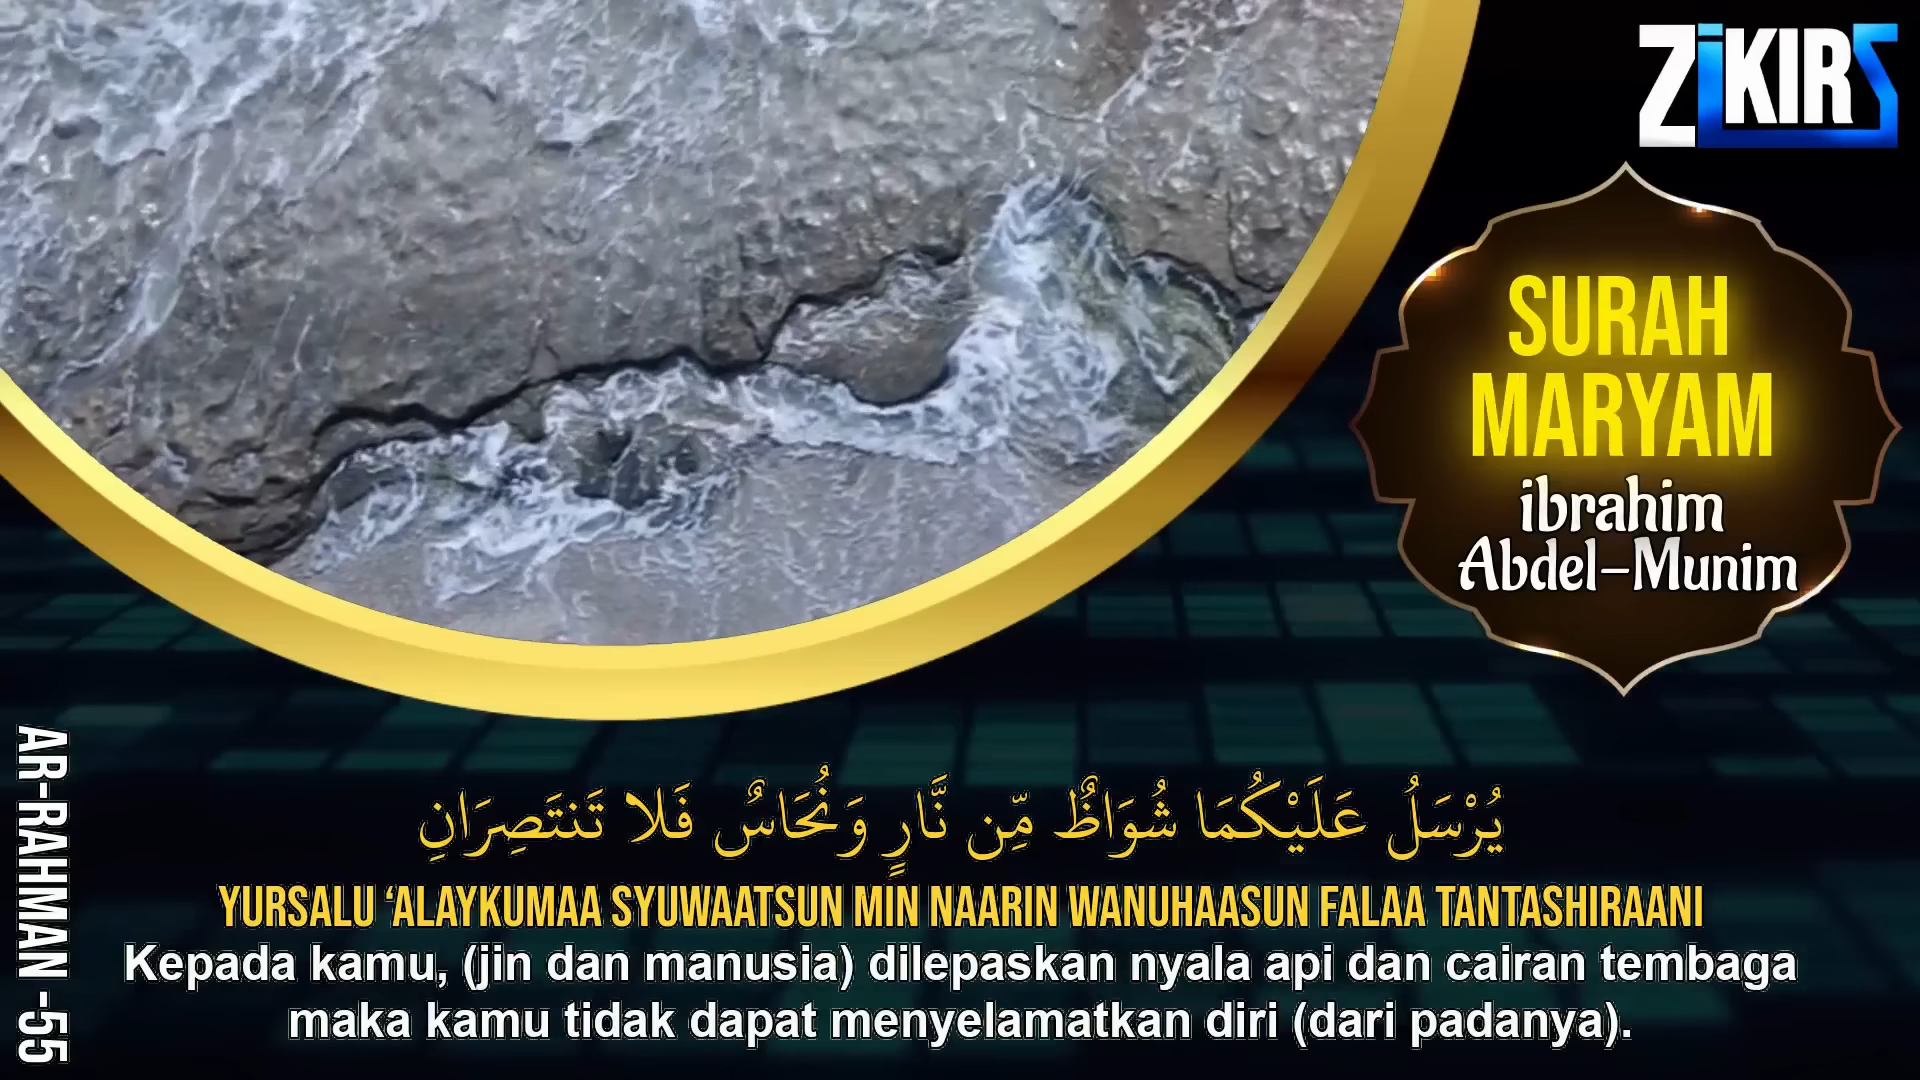 ZiKIRS
SURAH
MARYAM
ibrahim
Abdel-Munim
AR-RAHMAN -55
يُرْسَلُ عَلَيْكُمَا شُوَاظٌ مِّن نَّارٍ وَنُحَاسٌ فَلا تَنتَصِرَانِ
YURSALU ‘ALAYKUMAA SYUWAATSUN MIN NAARIN WANUHAASUN FALAA TANTASHIRAANI
Kepada kamu, (jin dan manusia) dilepaskan nyala api dan cairan tembaga
maka kamu tidak dapat menyelamatkan diri (dari padanya).